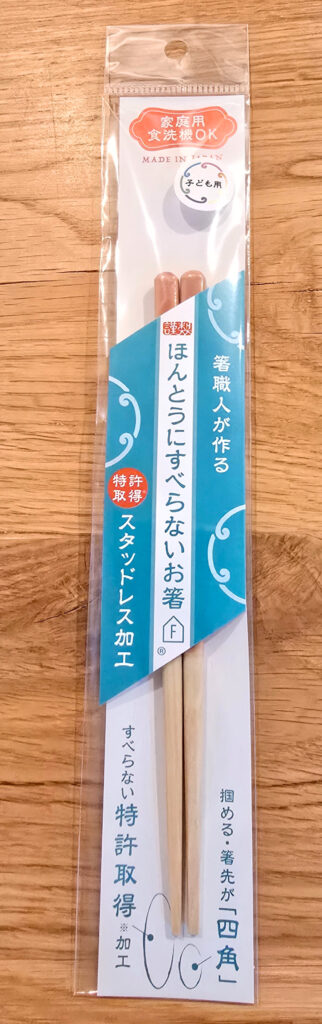 家庭用
食洗機OK
MADE IN JAPAN
子ども用
箸職人が作る
ほんとうにすべらないお箸
F
®
特許
取得※
スタッドレス加工
掴める・箸先が「四角」
すべらない特許取得※加工